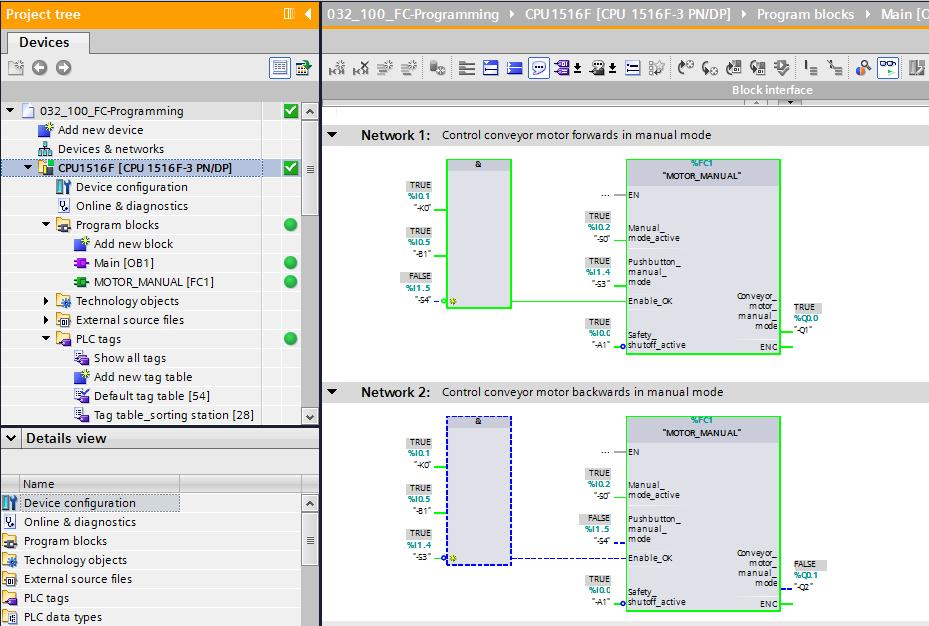 Project tree
Devices
032_100_FC-Programming
Add new device
Devices & networks
CPU1516F [CPU 1516F-3 PN/DP]
Device configuration
Online & diagnostics
Program blocks
Add new block
Main [OB1]
MOTOR_MANUAL [FC1]
Technology objects
External source files
PLC tags
Show all tags
Add new tag table
Default tag table [54]
Tag table_sorting station [28]
Details view
Name
Device configuration
Online & diagnostics
Program blocks
Technology objects
External source files
PLC tags
PLC data types
032_100_FC-Programming CPU1516F [CPU 1516F-3 PN/DP] Program blocks Main [O
Block interface
Network 1: Control conveyor motor forwards in manual mode
&
TRUE
%I0.1
"-K0"
TRUE
%I0.5
"-B1"
FALSE
%I1.5
"-S4"
%FC1
"MOTOR_MANUAL"
... EN
TRUE
%I0.2
"-S0"
Manual_
mode_active
TRUE
%I1.4
"-S3"
Pushbutton_
manual_
mode
Enable_OK
TRUE
%I0.0
"-A1"
Safety_
shutoff_active
Conveyor_
motor_
manual_
mode
TRUE
%Q0.0
"-Q1"
ENO
Network 2: Control conveyor motor backwards in manual mode
&
TRUE
%I0.1
"-K0"
TRUE
%I0.5
"-B1"
TRUE
%I1.4
"-S3"
%FC1
"MOTOR_MANUAL"
... EN
TRUE
%I0.2
"-S0"
Manual_
mode_active
FALSE
%I1.5
"-S4"
Pushbutton_
manual_
mode
Enable_OK
TRUE
%I0.0
"-A1"
Safety_
shutoff_active
Conveyor_
motor_
manual_
mode
FALSE
%Q0.1
"-Q2"
ENO